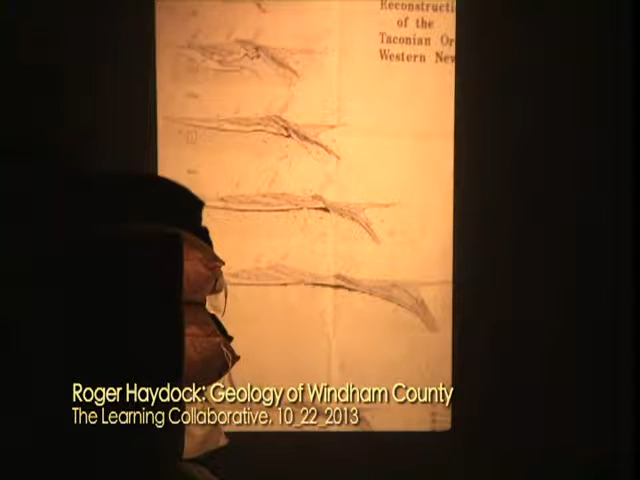 Reconstructi
of the
Taconian Or
Western New
Roger Haydock: Geology of Windham County
The Learning Collaborative, 10_22_2013